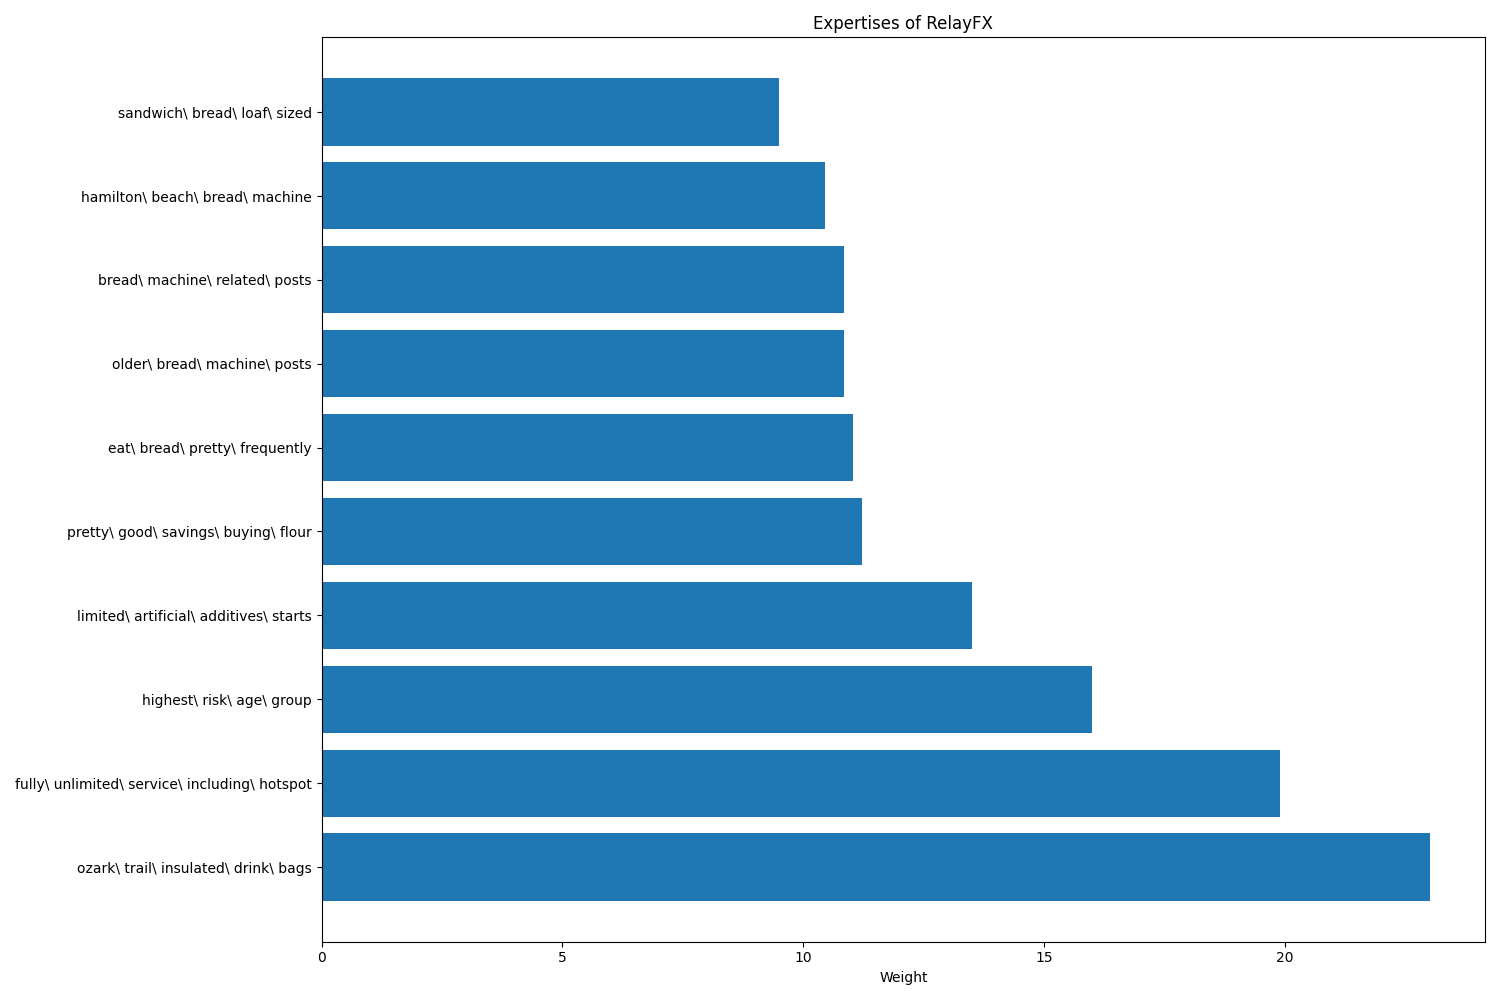 Expertises of RelayFX
sandwich\ bread\ loaf\ sized
hamilton\ beach\ bread\ machine
bread\ machine\ related\ posts
older\ bread\ machine\ posts
eat\ bread\ pretty\ frequently
pretty\ good\ savings\ buying\ flour
limited\ artificial\ additives\ starts
highest\ risk\ age\ group
fully\ unlimited\ service\ including\ hotspot
ozark\ trail\ insulated\ drink\ bags
0 5 10 15 20
Weight